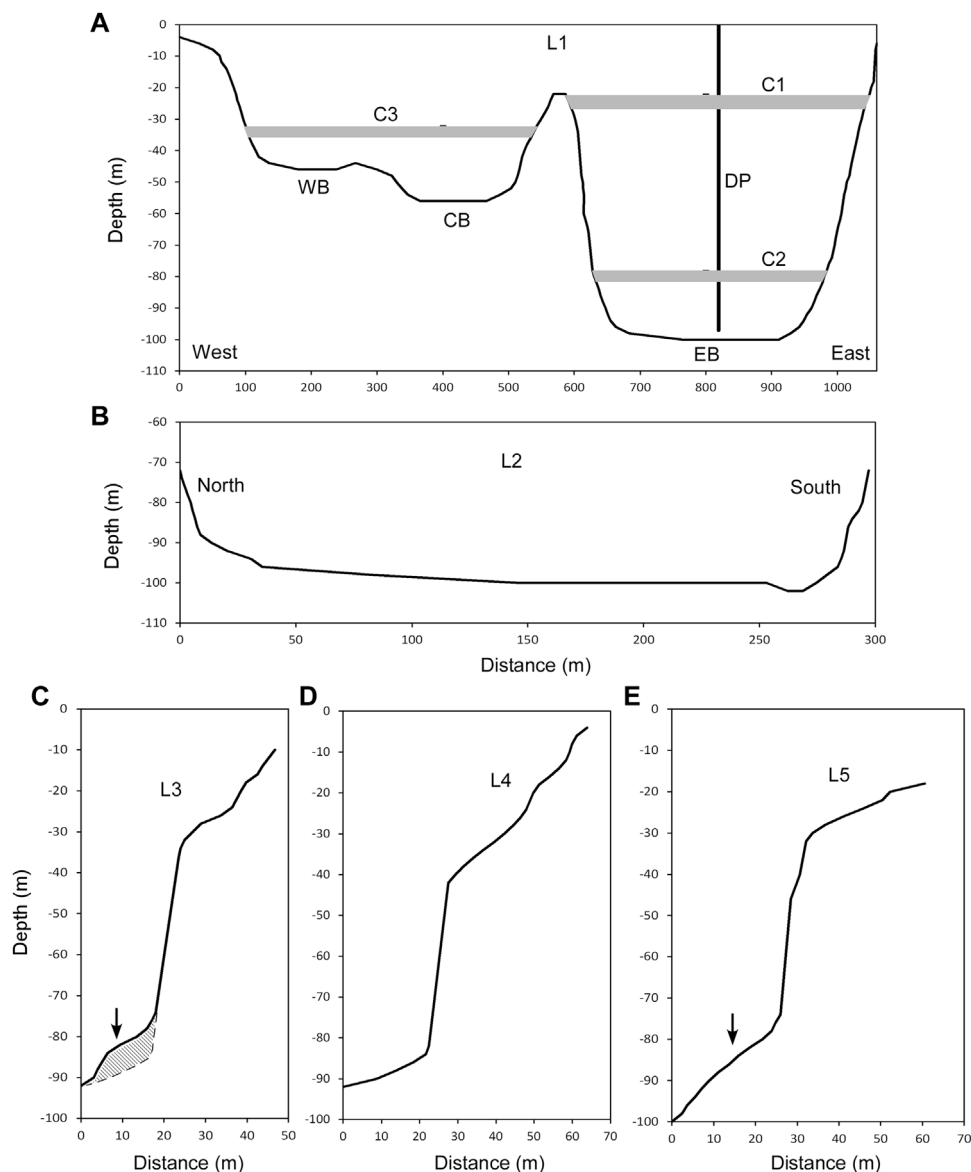 A
L1
C1
C3
DP
WB
CB
C2
EB
West
East
Depth (m)
0
-10
-20
-30
-40
-50
-60
-70
-80
-90
-100
-110
0 100 200 300 400 500 600 700 800 900 1000
B
L2
North
South
Depth (m)
-60
-70
-80
-90
-100
-110
0 50 100 150 200 250 300
Distance (m)
C
L3
Depth (m)
0
-10
-20
-30
-40
-50
-60
-70
-80
-90
-100
0 10 20 30 40 50
Distance (m)
D
L4
0
-10
-20
-30
-40
-50
-60
-70
-80
-90
-100
0 10 20 30 40 50 60 70
Distance (m)
E
L5
0
-10
-20
-30
-40
-50
-60
-70
-80
-90
-100
0 10 20 30 40 50 60 70
Distance (m)